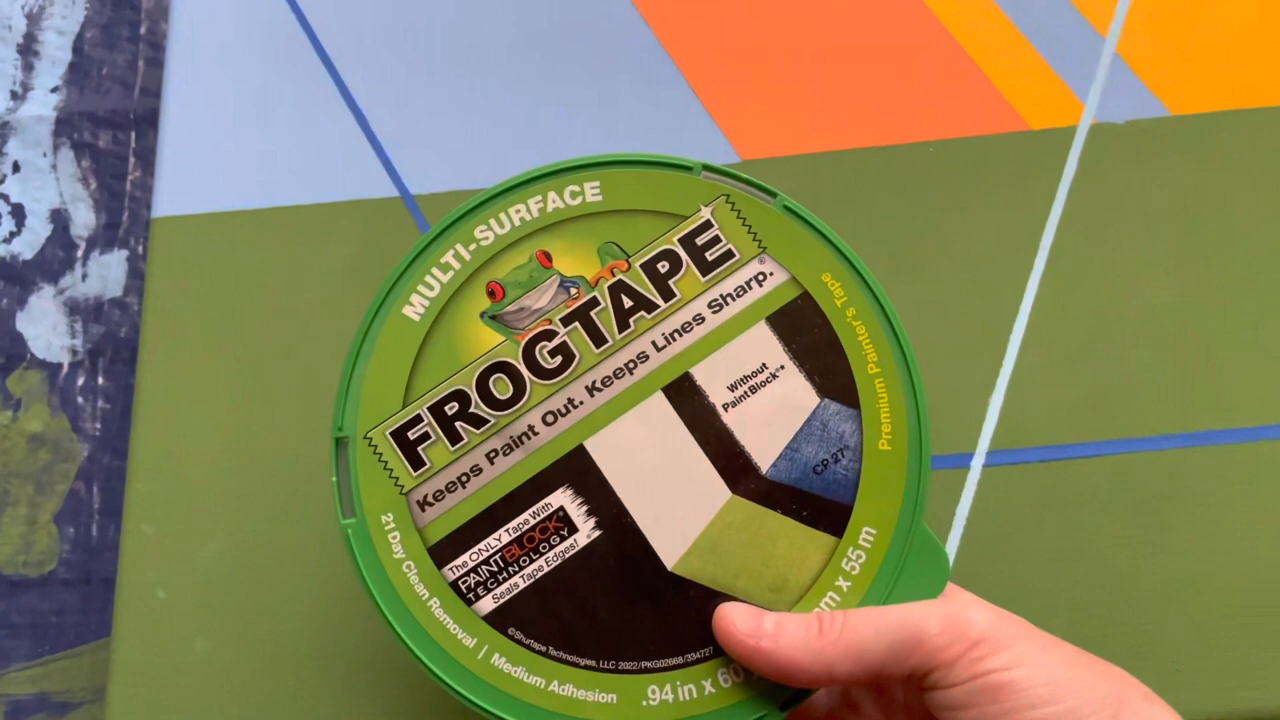 MULTI-SURFACE
FROGTAPE®
Keeps Paint Out. Keeps Lines Sharp.
Premium Painter's Tape
Without
PaintBlock®*
CP-27®
The ONLY Tape With
PAINTBLOCK®
TECHNOLOGY
Seals Tape Edges!
21 Day Clean Removal | Medium Adhesion
.94 in x 60
m x 55 m
©Shurtape Technologies, LLC 2022/PKG02668/334727